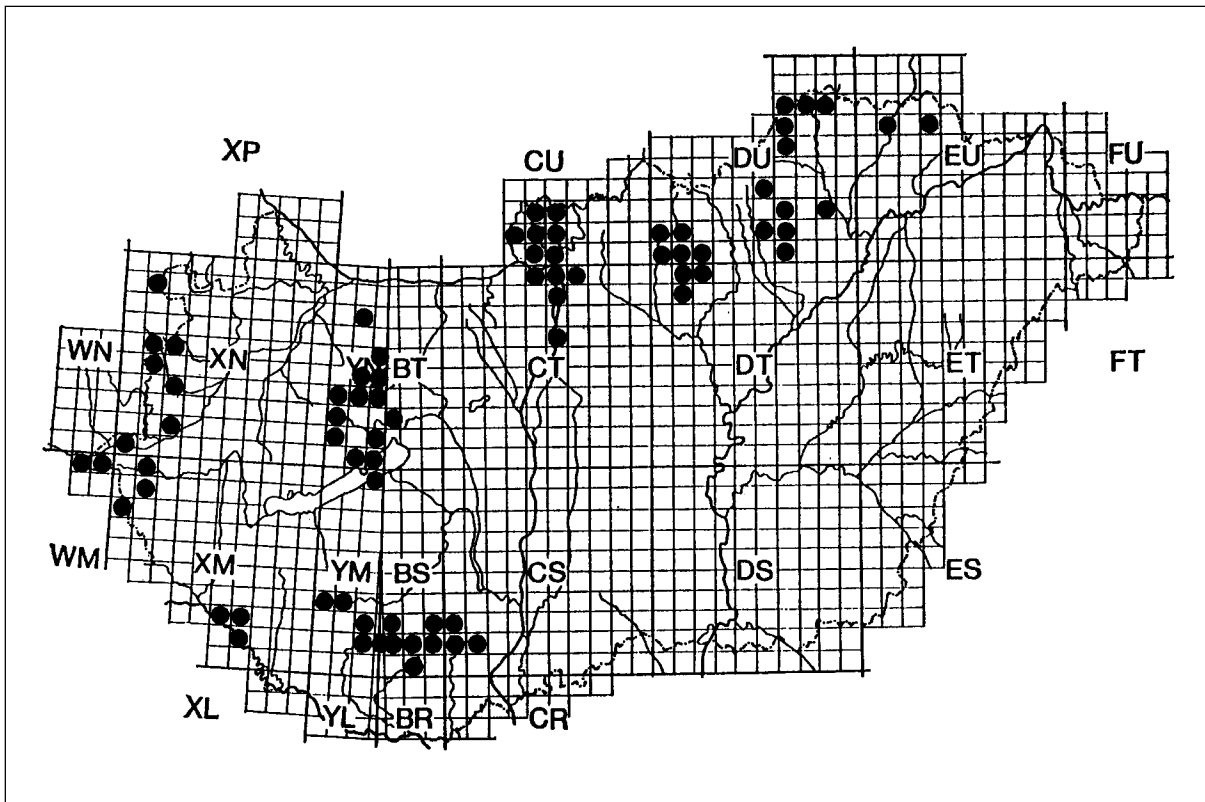 XP CU DU EU FU
WN XN YN BT CT DT ET FT
WM XM YM BS CS DS ES
XL YL BR CR